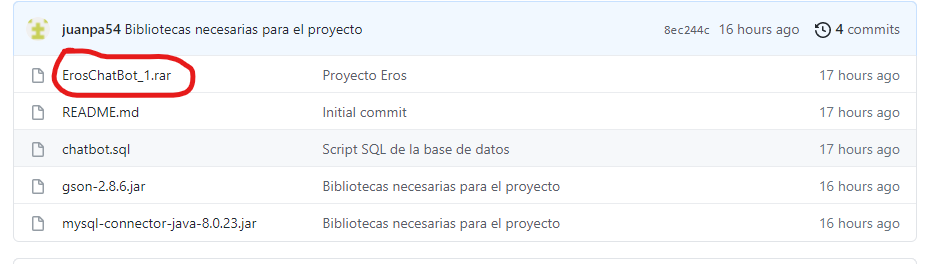 juanpa54 Bibliotecas necesarias para el proyecto 8ec244c 16 hours ago 4 commits
ErosChatBot_1.rar Proyecto Eros 17 hours ago
README.md Initial commit 17 hours ago
chatbot.sql Script SQL de la base de datos 17 hours ago
gson-2.8.6.jar Bibliotecas necesarias para el proyecto 16 hours ago
mysql-connector-java-8.0.23.jar Bibliotecas necesarias para el proyecto 16 hours ago